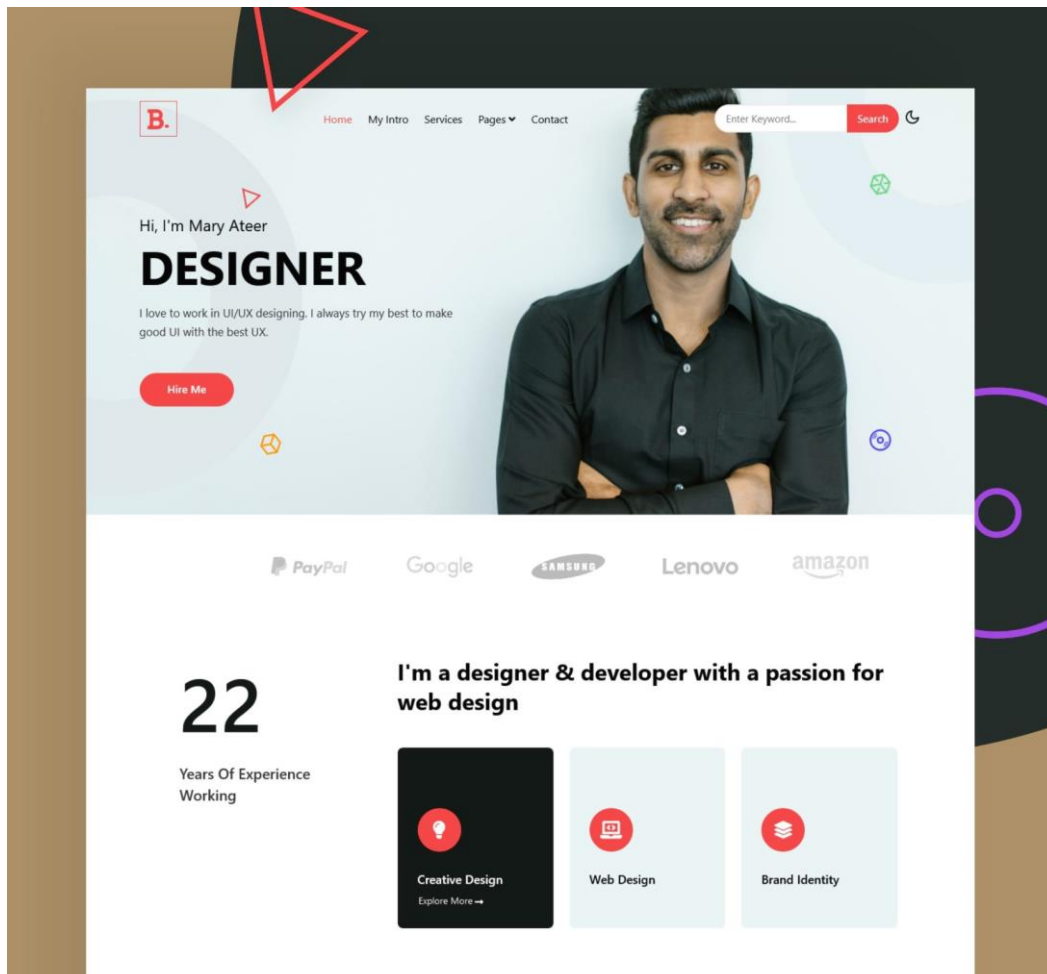 B.
Home My Intro Services Pages Contact
Enter Keyword...
Search
Hi, I'm Mary Ateer
DESIGNER
I love to work in UI/UX designing. I always try my best to make
good UI with the best UX.
Hire Me
PayPal Google SAMSUNG Lenovo amazon
22
Years Of Experience
Working
I'm a designer & developer with a passion for
web design
Creative Design
Explore More
Web Design
Brand Identity